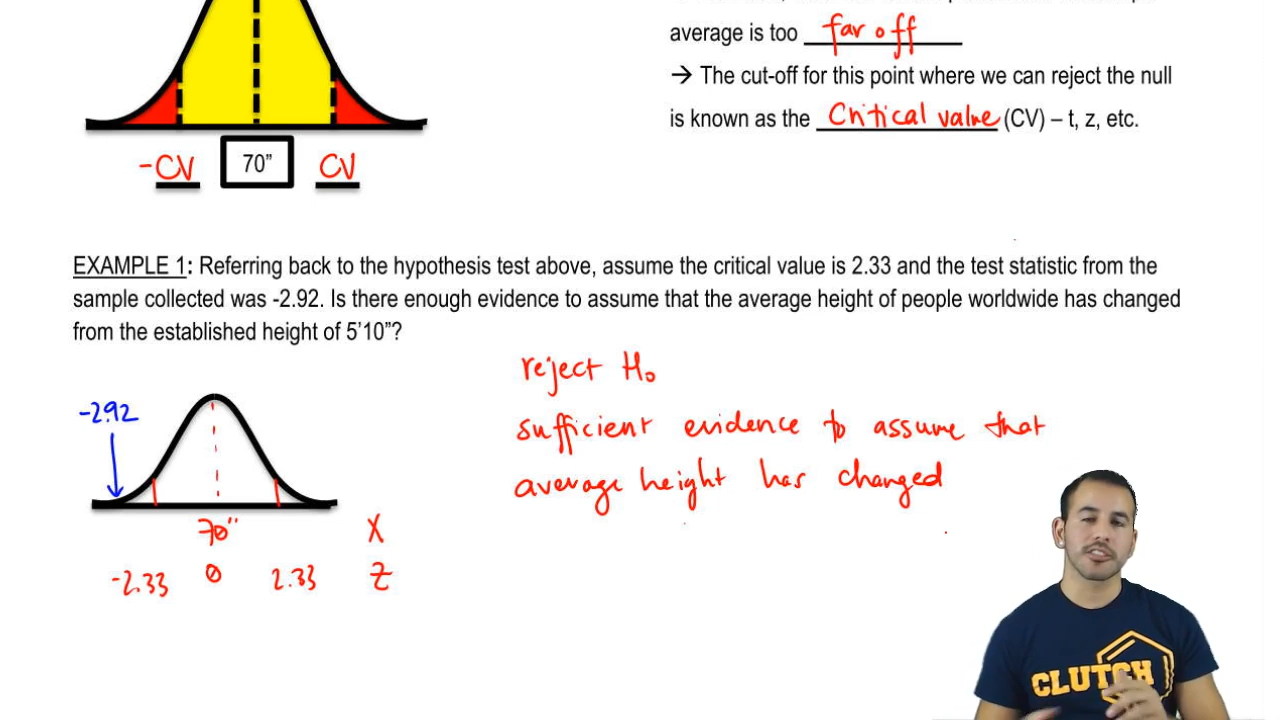 average is too far off
→ The cut-off for this point where we can reject the null
is known as the Critical value (CV) – t, z, etc.
-CV 70” CV
EXAMPLE 1: Referring back to the hypothesis test above, assume the critical value is 2.33 and the test statistic from the
sample collected was -2.92. Is there enough evidence to assume that the average height of people worldwide has changed
from the established height of 5’10”?
reject H₀
sufficient evidence to assume that
average height has changed
-2.92
70" X
-2.33 0 2.33 Z
CLUTCH